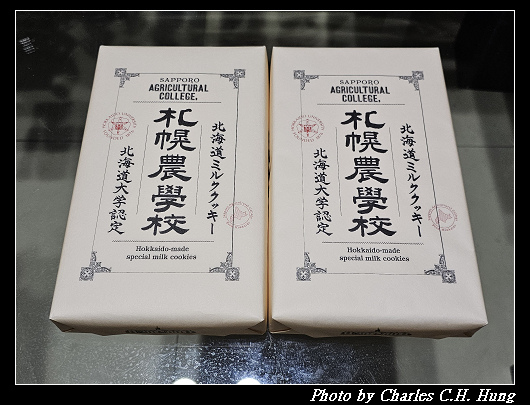 SAPPORO
AGRICULTURAL
COLLEGE.
北海道ミルククッキー
札幌農學校
北海道大学認定
Hokkaido-made
special milk cookies
SAPPORO
AGRICULTURAL
COLLEGE.
北海道ミルククッキー
札幌農學校
北海道大学認定
Hokkaido-made
special milk cookies
Photo by Charles C.H. Hung